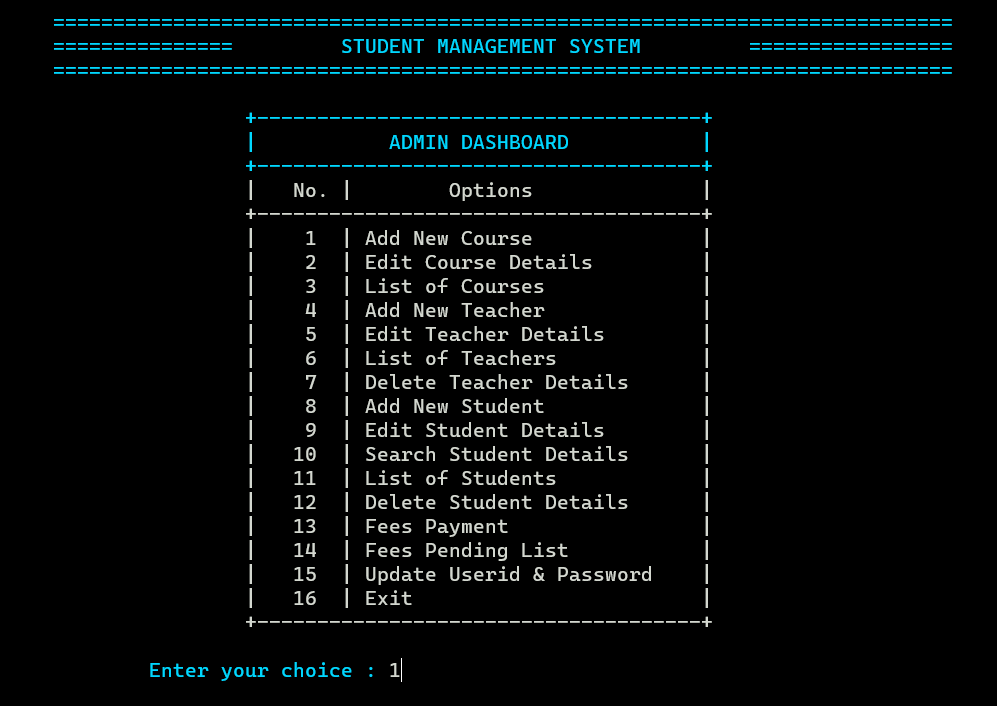 ===========================================================================
===============         STUDENT MANAGEMENT SYSTEM         =================
===========================================================================
+-------------------------------------+
|           ADMIN DASHBOARD           |
+-------------------------------------+
|   No. |        Options              |
+-------------------------------------+
|    1  | Add New Course              |
|    2  | Edit Course Details         |
|    3  | List of Courses             |
|    4  | Add New Teacher             |
|    5  | Edit Teacher Details        |
|    6  | List of Teachers            |
|    7  | Delete Teacher Details      |
|    8  | Add New Student             |
|    9  | Edit Student Details        |
|   10  | Search Student Details      |
|   11  | List of Students            |
|   12  | Delete Student Details      |
|   13  | Fees Payment                |
|   14  | Fees Pending List           |
|   15  | Update Userid & Password    |
|   16  | Exit                        |
+-------------------------------------+
Enter your choice : 1